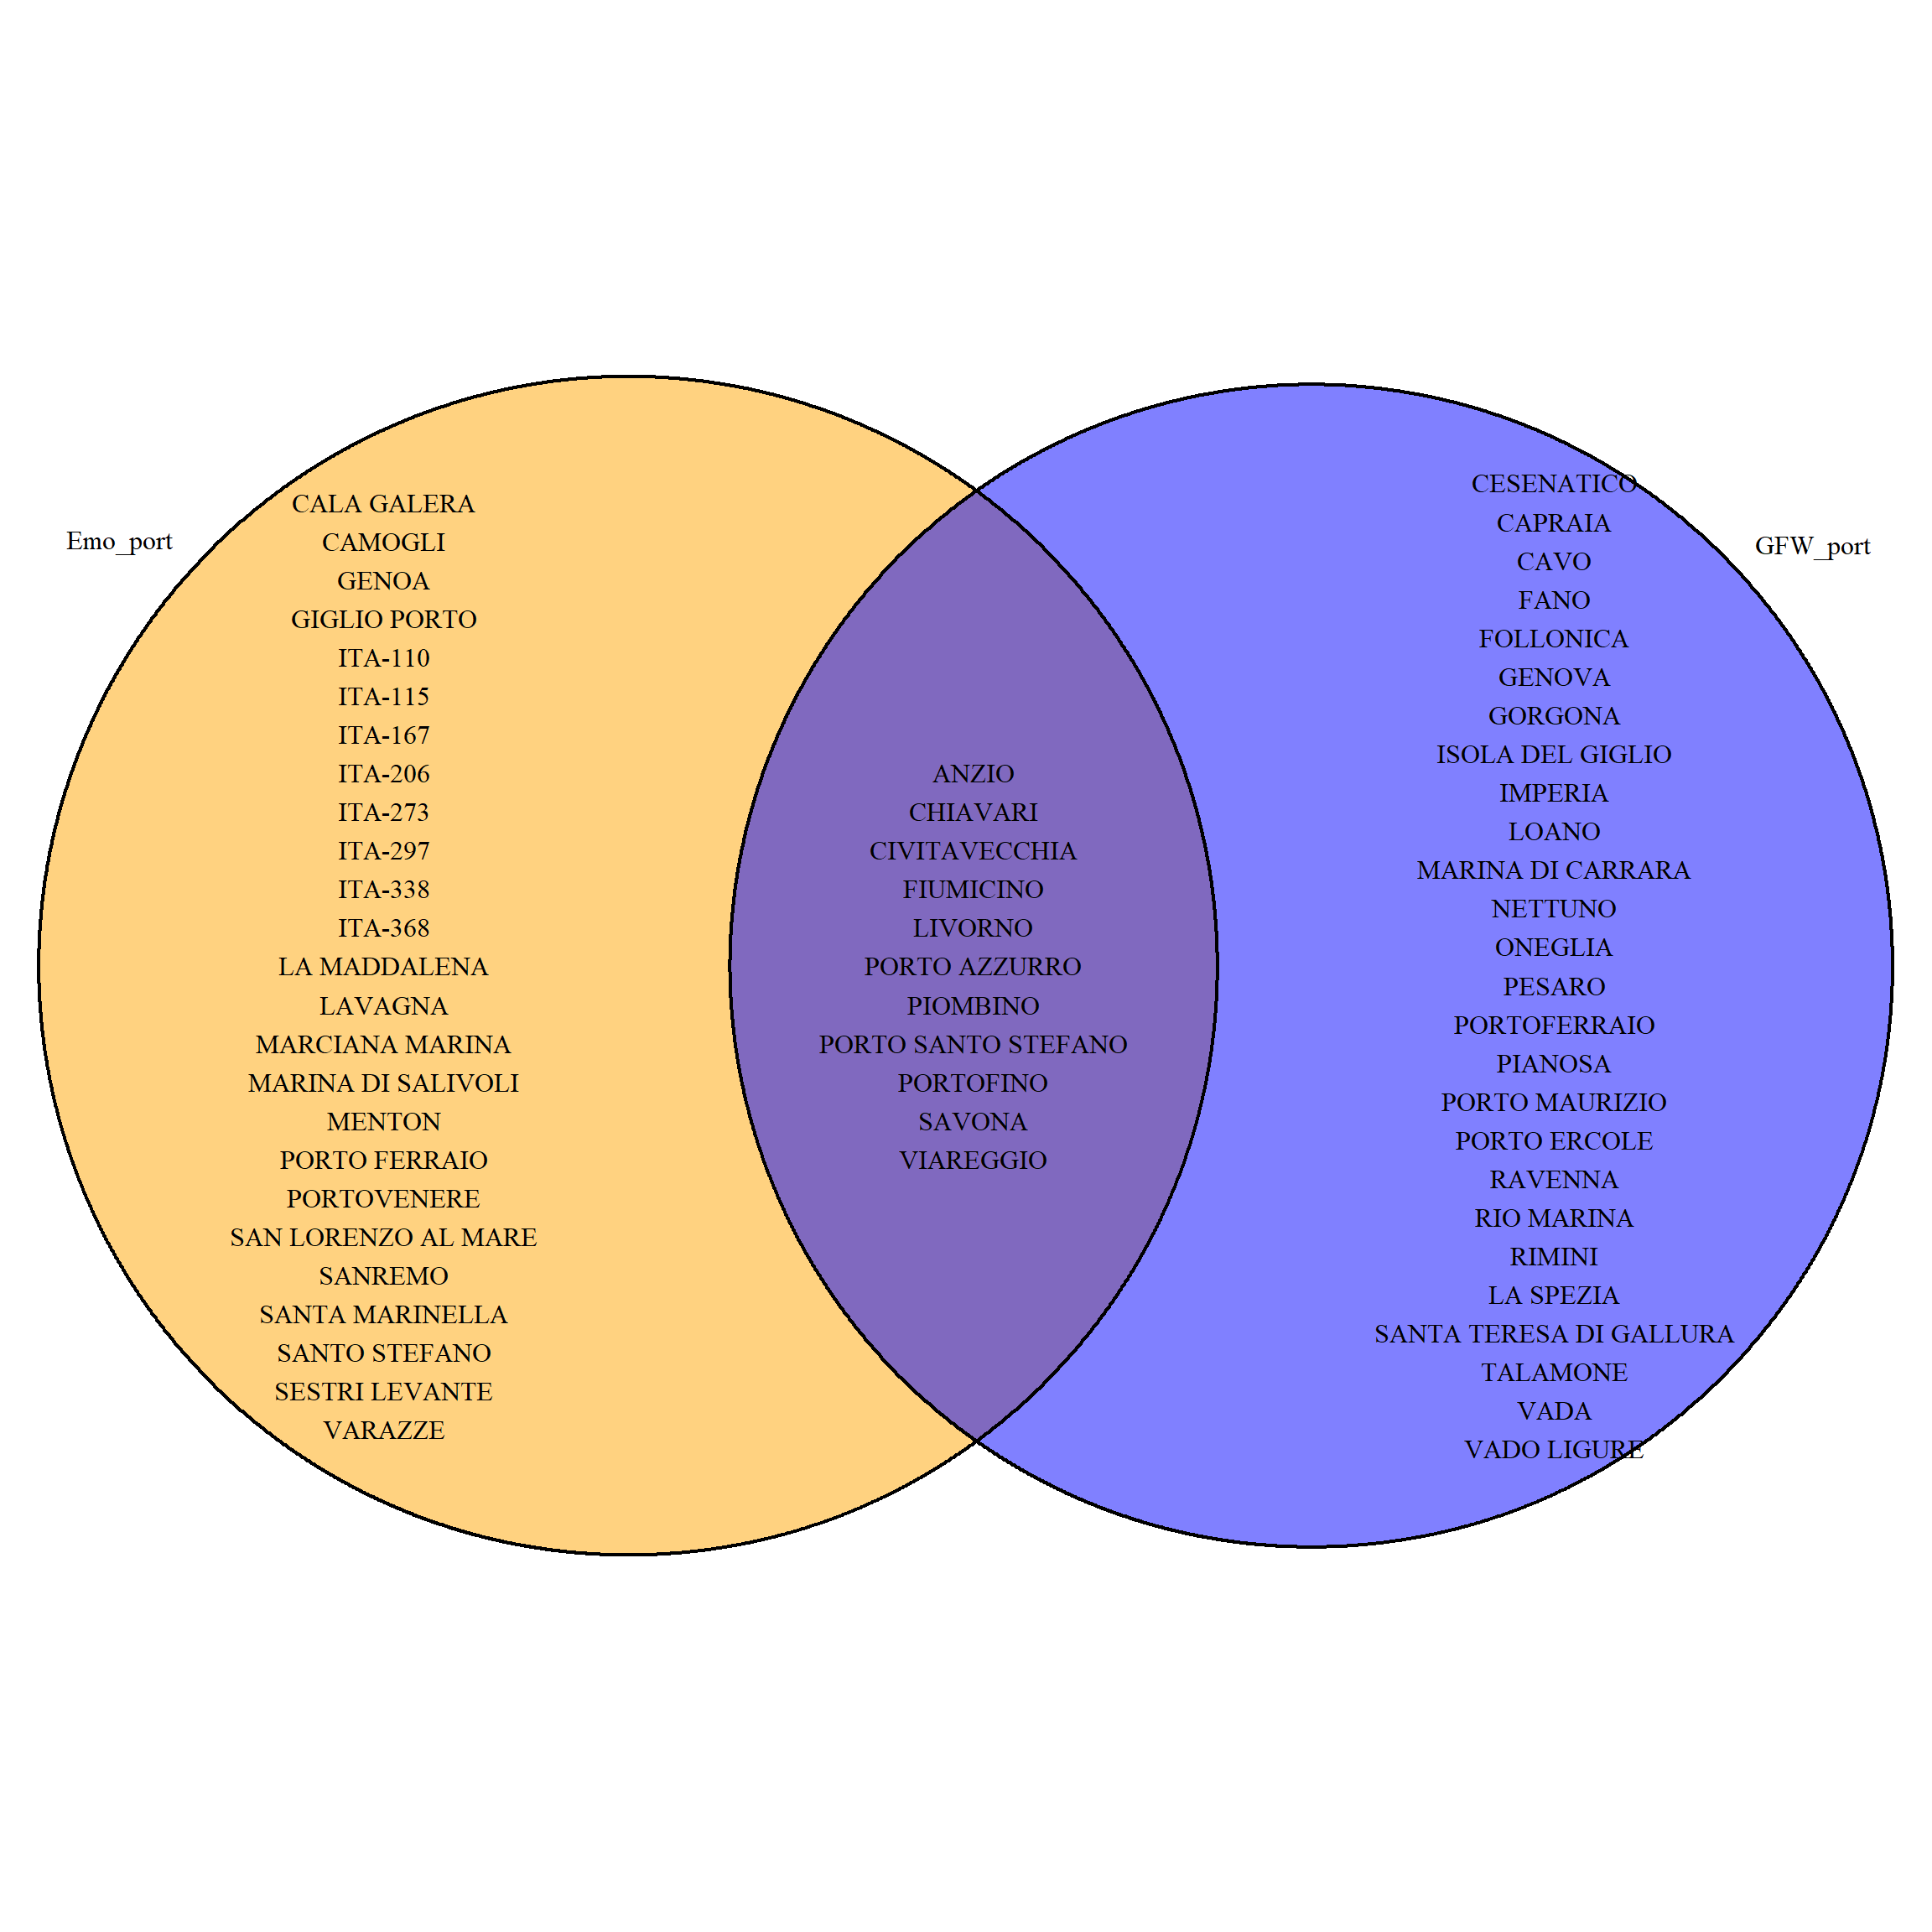 Emo_port
CALA GALERA
CAMOGLI
GENOA
GIGLIO PORTO
ITA-110
ITA-115
ITA-167
ITA-206
ITA-273
ITA-297
ITA-338
ITA-368
LA MADDALENA
LAVAGNA
MARCIANA MARINA
MARINA DI SALIVOLI
MENTON
PORTO FERRAIO
PORTOVENERE
SAN LORENZO AL MARE
SANREMO
SANTA MARINELLA
SANTO STEFANO
SESTRI LEVANTE
VARAZZE
ANZIO
CHIAVARI
CIVITAVECCHIA
FIUMICINO
LIVORNO
PORTO AZZURRO
PIOMBINO
PORTO SANTO STEFANO
PORTOFINO
SAVONA
VIAREGGIO
GFW_port
CESENATICO
CAPRAIA
CAVO
FANO
FOLLONICA
GENOVA
GORGONA
ISOLA DEL GIGLIO
IMPERIA
LOANO
MARINA DI CARRARA
NETTUNO
ONEGLIA
PESARO
PORTOFERRAIO
PIANOSA
PORTO MAURIZIO
PORTO ERCOLE
RAVENNA
RIO MARINA
RIMINI
LA SPEZIA
SANTA TERESA DI GALLURA
TALAMONE
VADA
VADO LIGURE